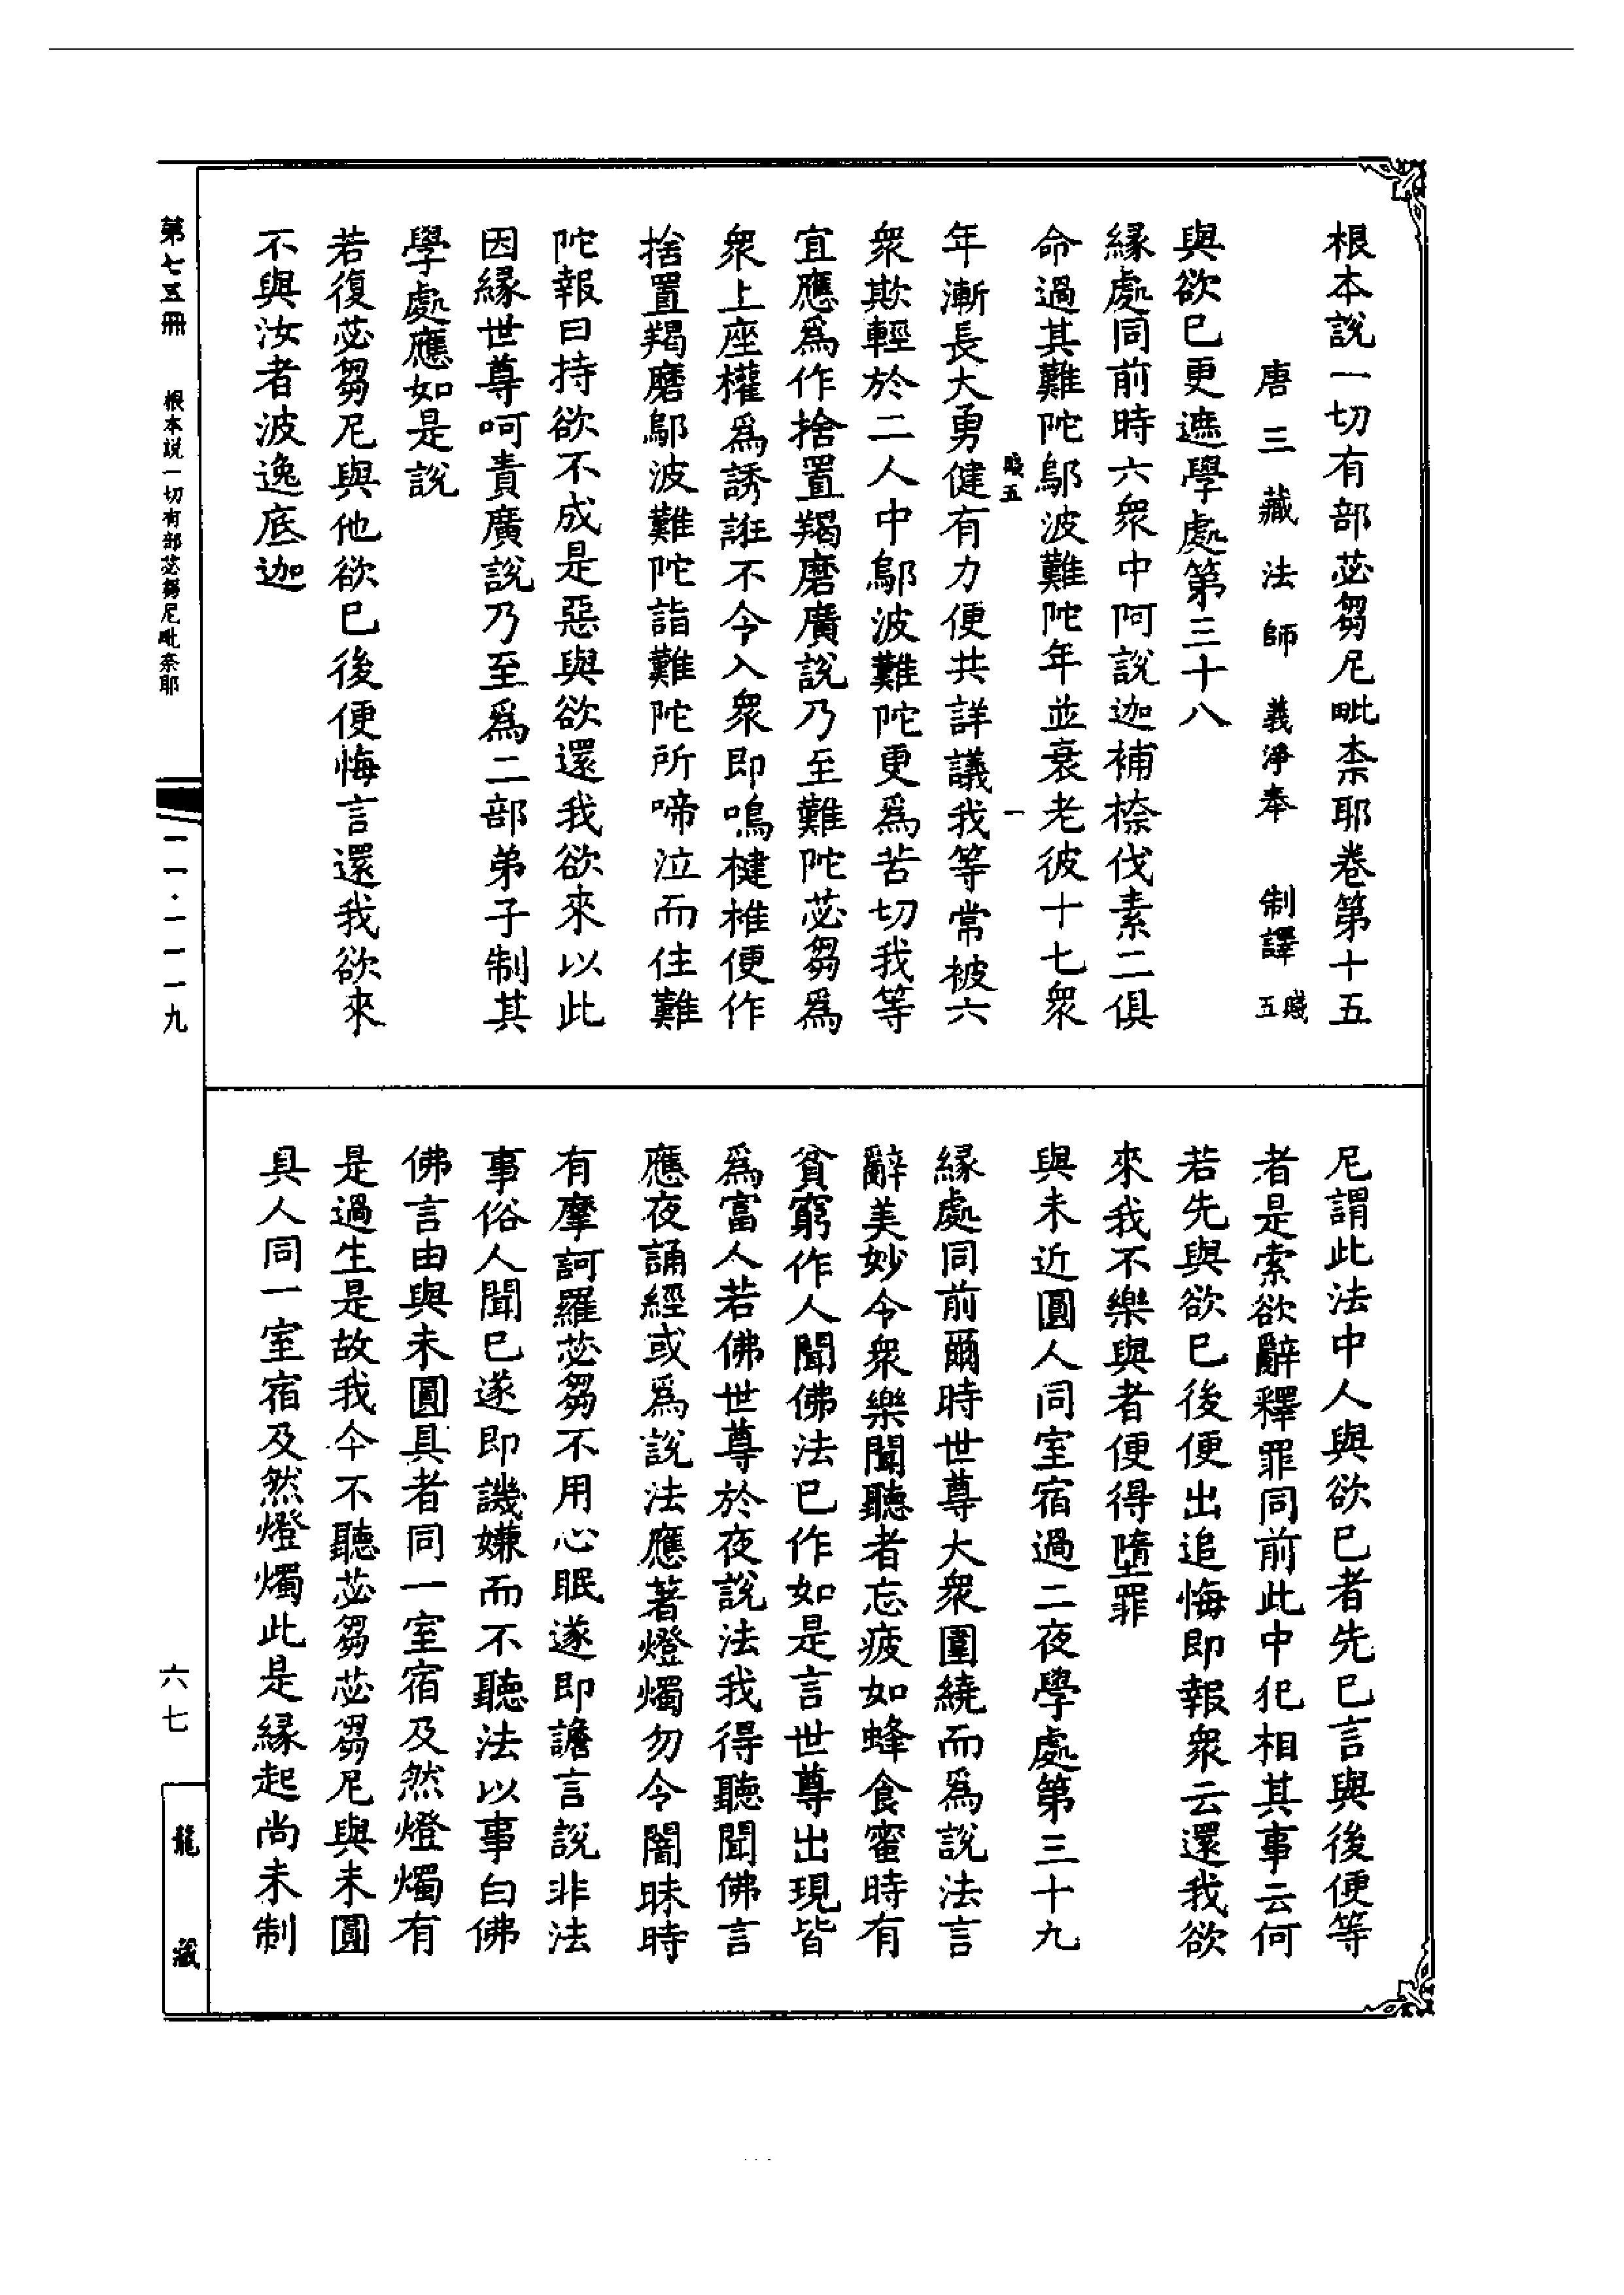 根本說一切有部苾芻尼毗柰耶卷第十五
唐三藏法師義淨奉制譯 賤五
與欲已更遮學處第三十八
緣處同前時六衆中阿說迦補捺伐素二俱
命過其難陀鄔波難陀年並衰老彼十七衆
賤五 一
年漸長大勇健有力便共詳議我等常被六
衆欺輕於二人中鄔波難陀更爲苦切我等
宜應爲作捨置羯磨廣說乃至難陀苾芻爲
衆上座權爲誘誑不令入衆即鳴楗椎便作
捨置羯磨鄔波難陀詣難陀所啼泣而住難
陀報曰持欲不成是惡與欲還我欲來以此
因緣世尊呵責廣說乃至爲二部弟子制其
學處應如是說
若復苾芻尼與他欲已後便悔言還我欲來
不與汝者波逸底迦
尼謂此法中人與欲已者先已言與後便等
者是索欲辭釋罪同前此中犯相其事云何
若先與欲已後便出追悔即報衆云還我欲
來我不樂與者便得墮罪
與未近圓人同室宿過二夜學處第三十九
緣處同前爾時世尊大衆圍繞而爲說法言
辭美妙令衆樂聞聽者忘疲如蜂食蜜時有
貧窮作人聞佛法已作如是言世尊出現皆
爲富人若佛世尊於夜說法我得聽聞佛言
應夜誦經或爲說法應著燈燭勿令闇昧時
有摩訶羅苾芻不用心眠遂即譫言說非法
事俗人聞已遂即譏嫌而不聽法以事白佛
佛言由與未圓具者同一室宿及然燈燭有
是過生是故我今不聽苾芻苾芻尼與未圓
具人同一室宿及然燈燭此是緣起尚未制
第七五冊 根本説一切有部苾芻尼毗奈耶
一一·一一一九
六七
龍藏